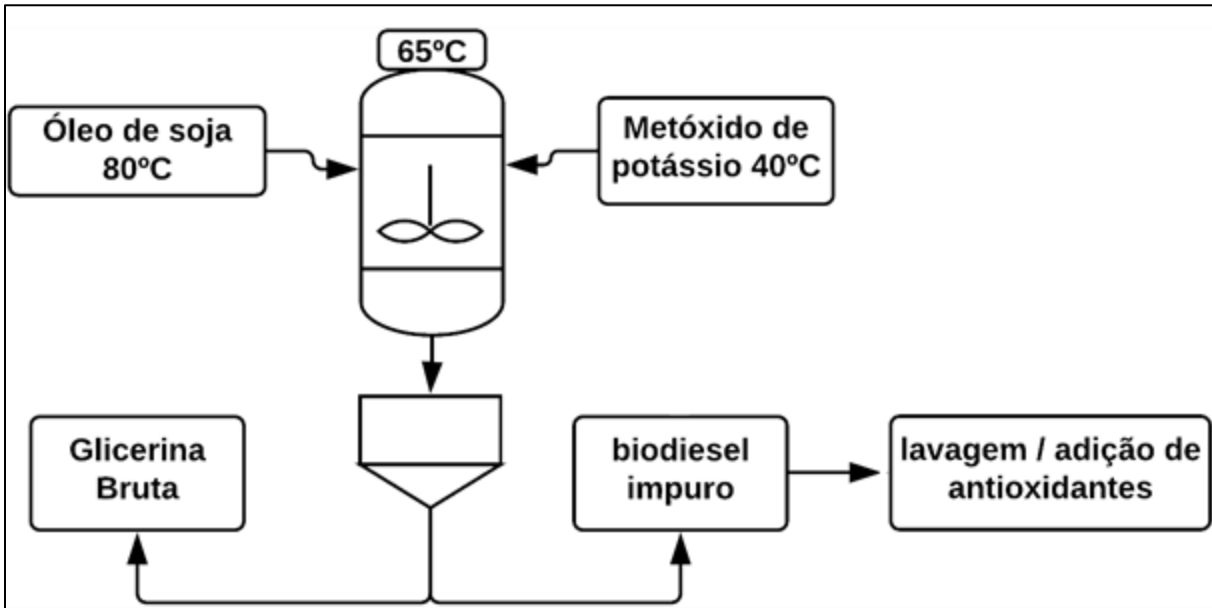 65ºC
Óleo de soja
80ºC
Metóxido de
potássio 40ºC
Glicerina
Bruta
biodiesel
impuro
lavagem / adição de
antioxidantes